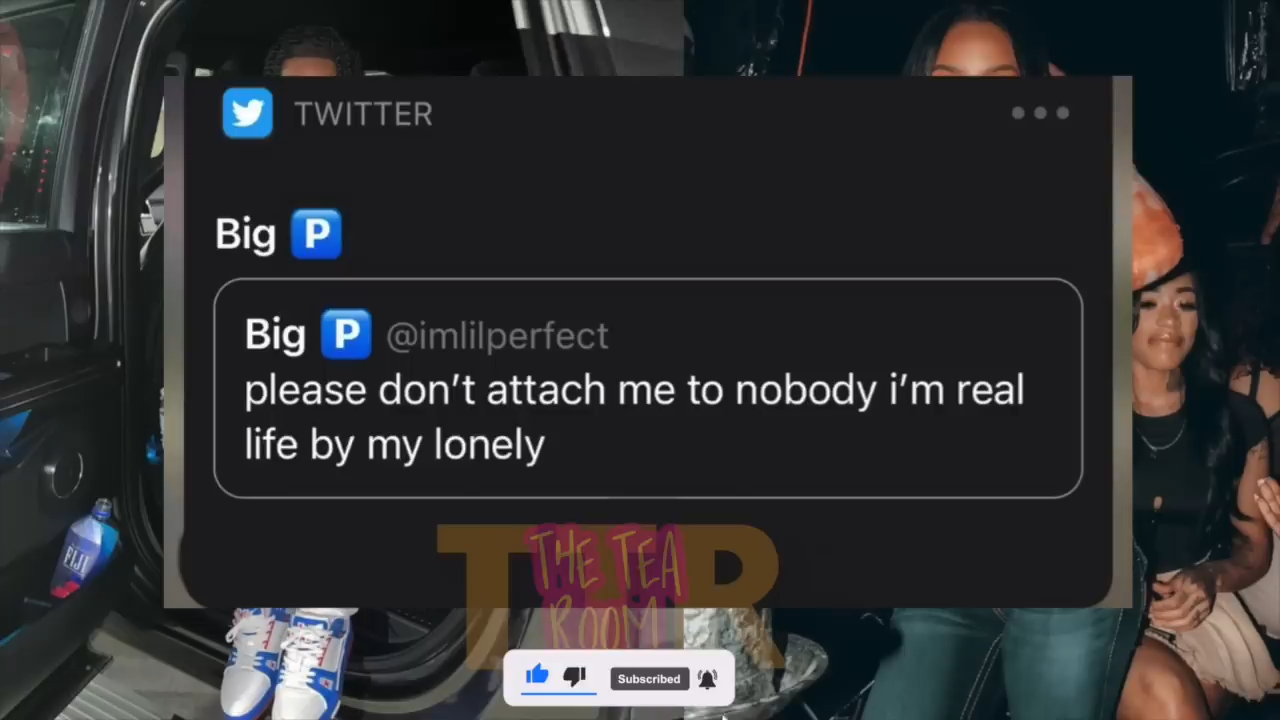 TWITTER
Big 🅿️
Big 🅿️ @imlilperfect
please don't attach me to nobody i'm real
life by my lonely
FIJI
THE TEA
ROOM
Subscribed